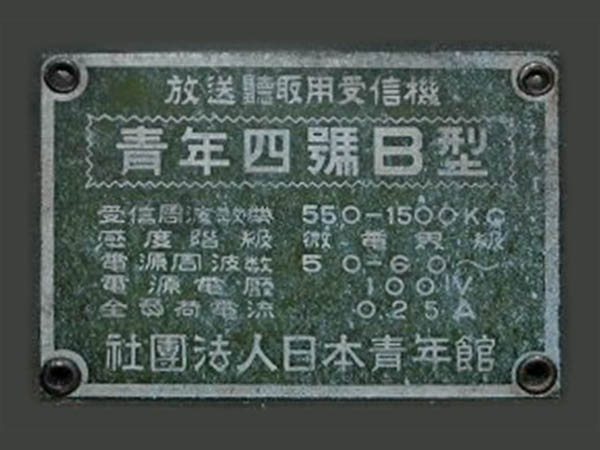 放送聽取用受信機
青年四號B型
受信周波數機 550-1500KC
感度階級 微電界級
電源周波数 50-60～
電源電壓 100V
全負荷電流 0.25A
社團法人日本青年館